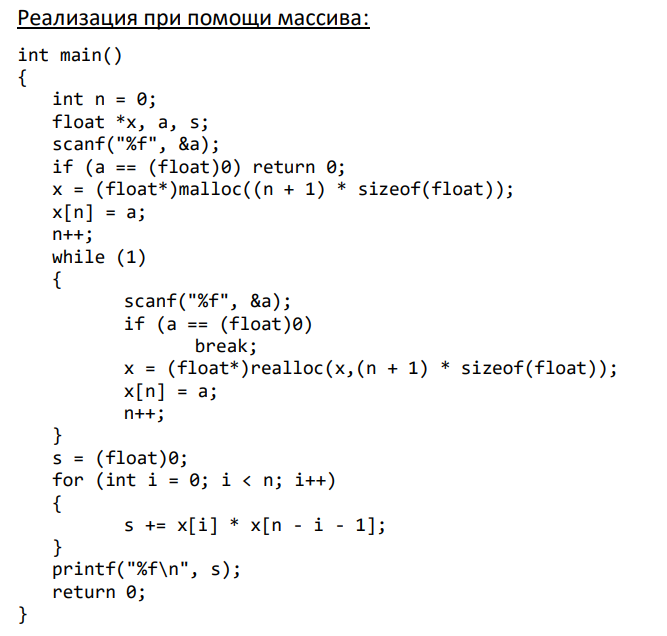 Реализация при помощи массива:
int main()
{
int n = 0;
float *x, a, s;
scanf("%f", &a);
if (a == (float)0) return 0;
x = (float*)malloc((n + 1) * sizeof(float));
x[n] = a;
n++;
while (1)
{
scanf("%f", &a);
if (a == (float)0)
break;
x = (float*)realloc(x,(n + 1) * sizeof(float));
x[n] = a;
n++;
}
s = (float)0;
for (int i = 0; i < n; i++)
{
s += x[i] * x[n - i - 1];
}
printf("%f\n", s);
return 0;
}